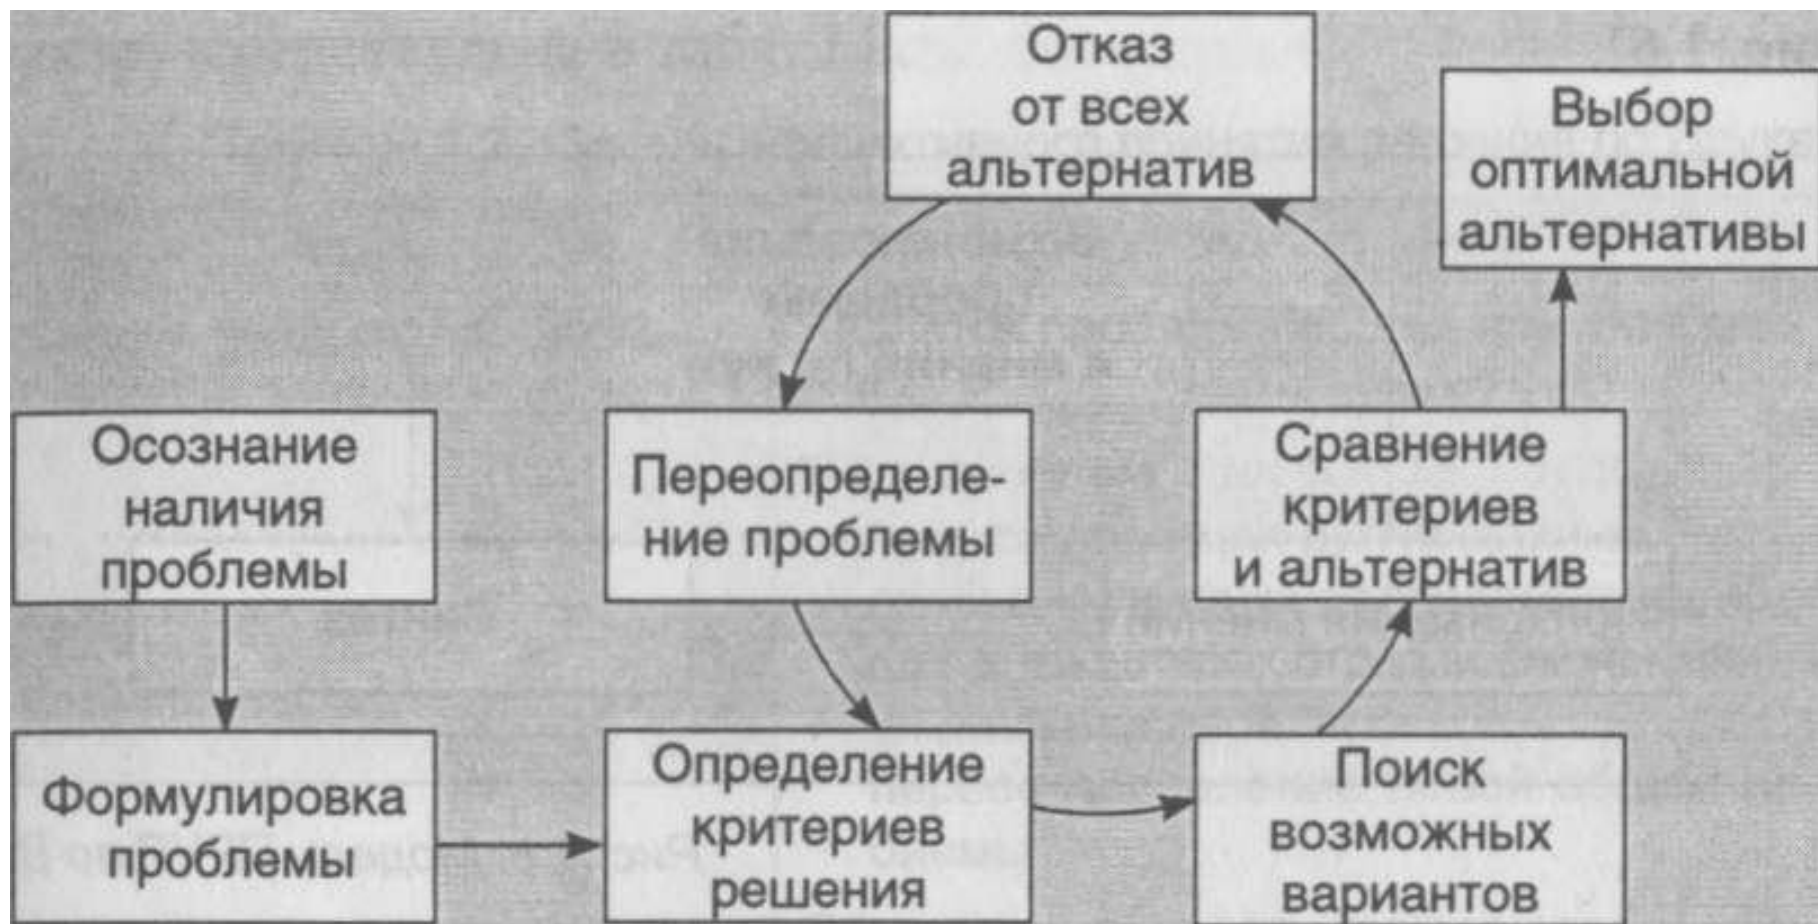 Отказ
от всех
альтернатив
Выбор
оптимальной
альтернативы
Осознание
наличия
проблемы
Переопределе-
ние проблемы
Сравнение
критериев
и альтернатив
Формулировка
проблемы
Определение
критериев
решения
Поиск
возможных
вариантов